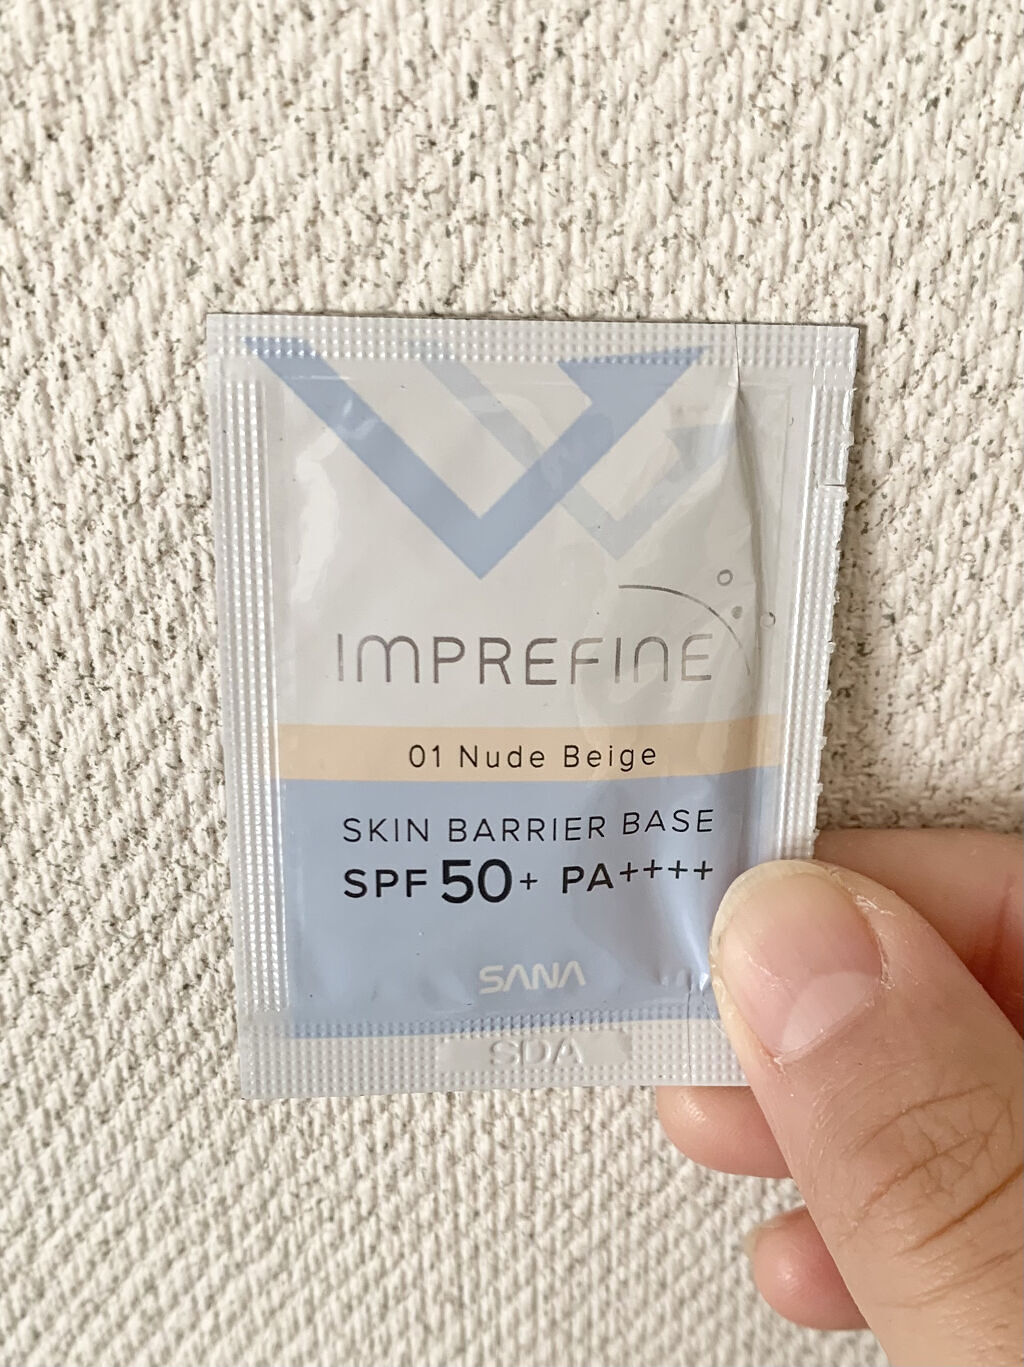 IMPREFINE
01 Nude Beige
SKIN BARRIER BASE
SPF 50+ PA++++
SANA
SDA